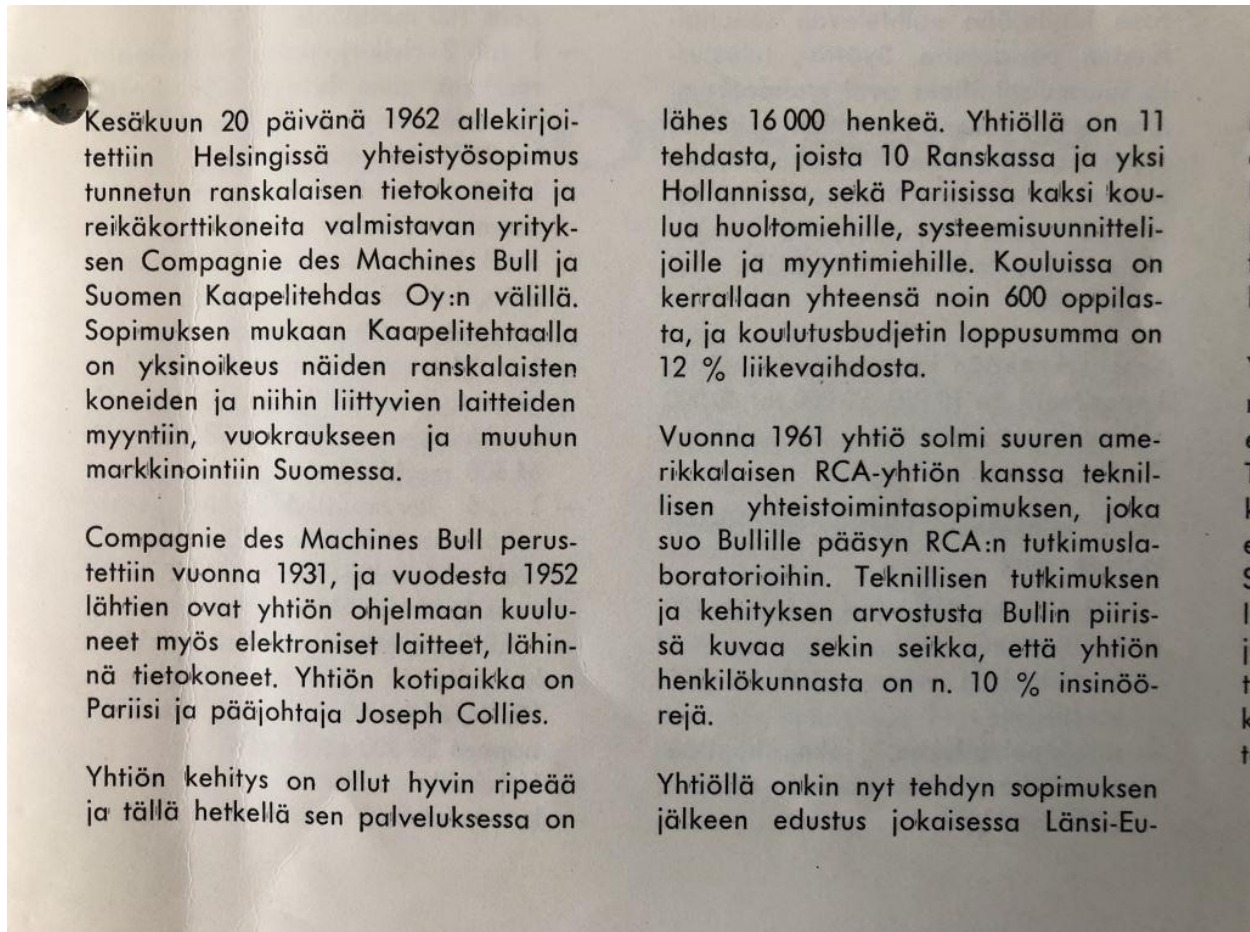 Kesäkuun 20 päivänä 1962 allekirjoi-
tettiin Helsingissä yhteistyösopimus
tunnetun ranskalaisen tietokoneita ja
reikäkorttikoneita valmistavan yrityk-
sen Compagnie des Machines Bull ja
Suomen Kaapelitehdas Oy:n välillä.
Sopimuksen mukaan Kaapelitehtaalla
on yksinoikeus näiden ranskalaisten
koneiden ja niihin liittyvien laitteiden
myyntiin, vuokraukseen ja muuhun
markkinointiin Suomessa.

Compagnie des Machines Bull perus-
tettiin vuonna 1931, ja vuodesta 1952
lähtien ovat yhtiön ohjelmaan kuulu-
neet myös elektroniset laitteet, lähin-
nä tietokoneet. Yhtiön kotipaikka on
Pariisi ja pääjohtaja Joseph Collies.

Yhtiön kehitys on ollut hyvin ripeää
ja tällä hetkellä sen palveluksessa on

lähes 16 000 henkeä. Yhtiöllä on 11
tehdasta, joista 10 Ranskassa ja yksi
Hollannissa, sekä Pariisissa kaksi kou-
lua huoltomiehille, systeemisuunnitteli-
joille ja myyntimiehille. Kouluissa on
kerrallaan yhteensä noin 600 oppilas-
ta, ja koulutusbudjetin loppusumma on
12 % liikevaihdosta.

Vuonna 1961 yhtiö solmi suuren ame-
rikkalaisen RCA-yhtiön kanssa teknil-
lisen yhteistoimintasopimuksen, joka
suo Bullille pääsyn RCA:n tutkimusla-
boratorioihin. Teknillisen tutkimuksen
ja kehityksen arvostusta Bullin piiris-
sä kuvaa sekin seikka, että yhtiön
henkilökunnasta on n. 10 % insinöö-
rejä.

Yhtiöllä onkin nyt tehdyn sopimuksen
jälkeen edustus jokaisessa Länsi-Eu-